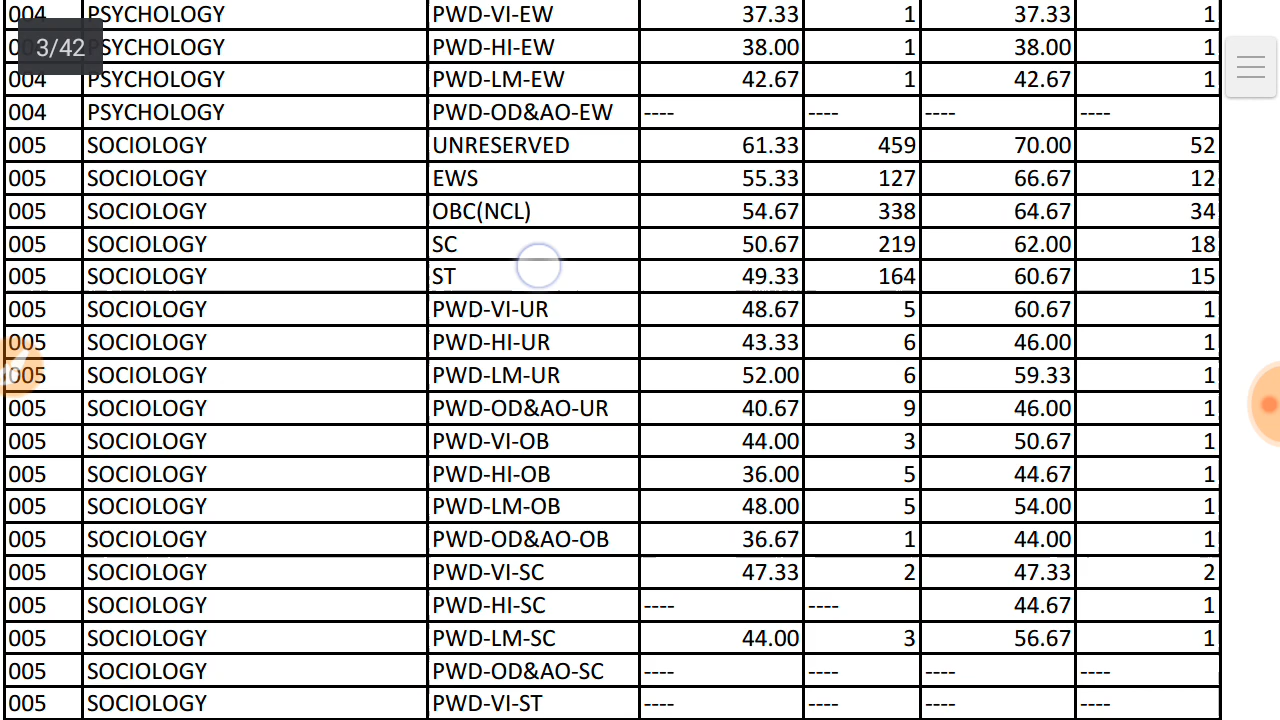 004 PSYCHOLOGY PWD-VI-EW 37.33 1 37.33 1
3/42
PSYCHOLOGY PWD-HI-EW 38.00 1 38.00 1
004 PSYCHOLOGY PWD-LM-EW 42.67 1 42.67 1
004 PSYCHOLOGY PWD-OD&AO-EW ---- ---- ---- ----
005 SOCIOLOGY UNRESERVED 61.33 459 70.00 52
005 SOCIOLOGY EWS 55.33 127 66.67 12
005 SOCIOLOGY OBC(NCL) 54.67 338 64.67 34
005 SOCIOLOGY SC 50.67 219 62.00 18
005 SOCIOLOGY ST 49.33 164 60.67 15
005 SOCIOLOGY PWD-VI-UR 48.67 5 60.67 1
005 SOCIOLOGY PWD-HI-UR 43.33 6 46.00 1
005 SOCIOLOGY PWD-LM-UR 52.00 6 59.33 1
005 SOCIOLOGY PWD-OD&AO-UR 40.67 9 46.00 1
005 SOCIOLOGY PWD-VI-OB 44.00 3 50.67 1
005 SOCIOLOGY PWD-HI-OB 36.00 5 44.67 1
005 SOCIOLOGY PWD-LM-OB 48.00 5 54.00 1
005 SOCIOLOGY PWD-OD&AO-OB 36.67 1 44.00 1
005 SOCIOLOGY PWD-VI-SC 47.33 2 47.33 2
005 SOCIOLOGY PWD-HI-SC ---- ---- 44.67 1
005 SOCIOLOGY PWD-LM-SC 44.00 3 56.67 1
005 SOCIOLOGY PWD-OD&AO-SC ---- ---- ---- ----
005 SOCIOLOGY PWD-VI-ST ---- ---- ---- ----